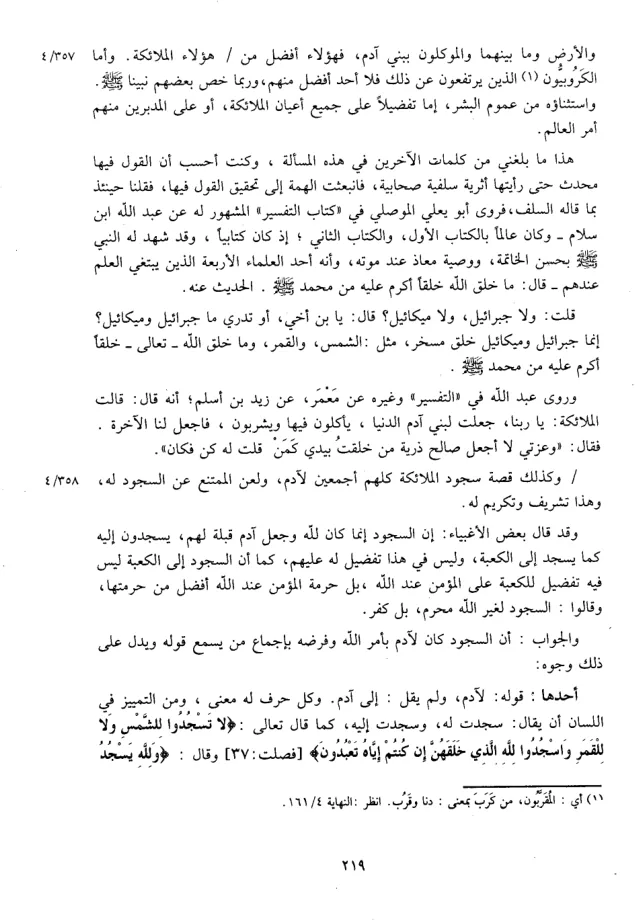 والأرض وما بينهما والموكلون ببني آدم، فهؤلاء أفضل من / هؤلاء الملائكة. وأما ٤/٣٥٧
الكَرُوبيُّون (١) الذين يرتفعون عن ذلك فلا أحد أفضل منهم، وربما خص بعضهم نبينا ﷺ.
واستثناؤه من عموم البشر، إما تفضيلاً على جميع أعيان الملائكة، أو على المدبرين منهم
أمر العالم.
هذا ما بلغني من كلمات الآخرين في هذه المسألة ، وكنت أحسب أن القول فيها
محدث حتى رأيتها أثرية سلفية صحابية، فانبعثت الهمة إلى تحقيق القول فيها، فقلنا حينئذ
بما قاله السلف، فروى أبو يعلي الموصلي في «كتاب التفسير» المشهور له عن عبد الله ابن
سلام ـ وكان عالماً بالكتاب الأول، والكتاب الثاني ؛ إذ كان كتابياً ، وقد شهد له النبي
ﷺ بحسن الخاتمة، ووصية معاذ عند موته، وأنه أحد العلماء الأربعة الذين يبتغي العلم
عندهم ـ قال: ما خلق الله خلقاً أكرم عليه من محمد ﷺ . الحديث عنه.
قلت: ولا جبرائيل، ولا ميكائيل؟ قال: يا بن أخي، أو تدري ما جبرائيل وميكائيل؟
إنما جبرائيل وميكائيل خلق مسخر، مثل :الشمس، والقمر، وما خلق الله ـ تعالى ـ خلقاً
أكرم عليه من محمد ﷺ .
وروى عبد الله في «التفسير» وغيره عن مَعْمَر، عن زيد بن أسلم؛ أنه قال: قالت
الملائكة: يا ربنا، جعلت لبني آدم الدنيا ، يأكلون فيها ويشربون ، فاجعل لنا الآخرة .
فقال: «وعزتي لا أجعل صالح ذرية من خلقتُ بيدي كَمَنْ قلت له كن فكان».
/ وكذلك قصة سجود الملائكة كلهم أجمعين لآدم، ولعن الممتنع عن السجود له، ٤/٣٥٨
وهذا تشريف وتكريم له.
وقد قال بعض الأغبياء: إن السجود إنما كان لله وجعل آدم قبلة لهم، يسجدون إليه
كما يسجد إلى الكعبة، وليس في هذا تفضيل له عليهم، كما أن السجود إلى الكعبة ليس
فيه تفضيل للكعبة على المؤمن عند الله ،بل حرمة المؤمن عند الله أفضل من حرمتها،
وقالوا : السجود لغير الله محرم، بل كفر.
والجواب : أن السجود كان لآدم بأمر الله وفرضه بإجماع من يسمع قوله ويدل على
ذلك وجوه:
أحدها : قوله: لآدم، ولم يقل : إلى آدم. وكل حرف له معنى ، ومن التمييز في
اللسان أن يقال: سجدت له، وسجدت إليه، كما قال تعالى :﴿لا تَسْجُدُوا لِلشَّمْسِ وَلا
لِلْقَمَرِ وَاسْجُدُوا لِلَّهِ الَّذِي خَلَقَهُنَّ إِن كُنتُمْ إِيَّاهُ تَعْبُدُونَ﴾ [فصلت:٣٧] وقال : ﴿وَلِلَّهِ يَسْجُدُ
(١) أي : المُقَرَّبُون، من كَرَبَ بمعنى : دنا وقَرُب. انظر :النهاية ١٦١/٤.
٢١٩